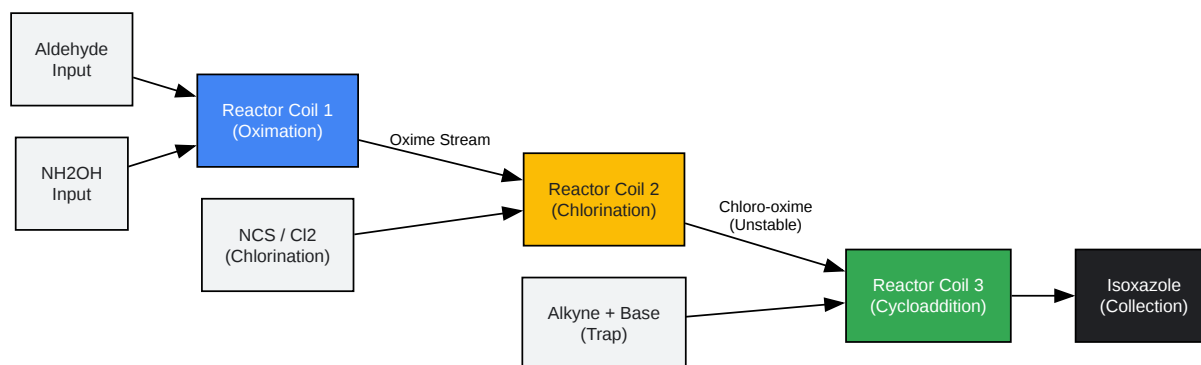 Aldehyde
Input
NH2OH
Input
Reactor Coil 1
(Oximation)
Oxime Stream
NCS / Cl2
(Chlorination)
Reactor Coil 2
(Chlorination)
Chloro-oxime
(Unstable)
Alkyne + Base
(Trap)
Reactor Coil 3
(Cycloaddition)
Isoxazole
(Collection)